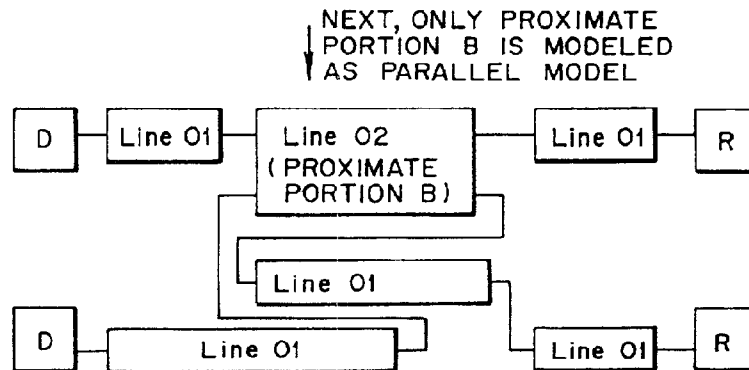 NEXT, ONLY PROXIMATE
PORTION B IS MODELED
AS PARALLEL MODEL
D
Line 01
Line 02
(PROXIMATE
PORTION B)
Line 01
R
Line 01
D
Line 01
Line 01
R